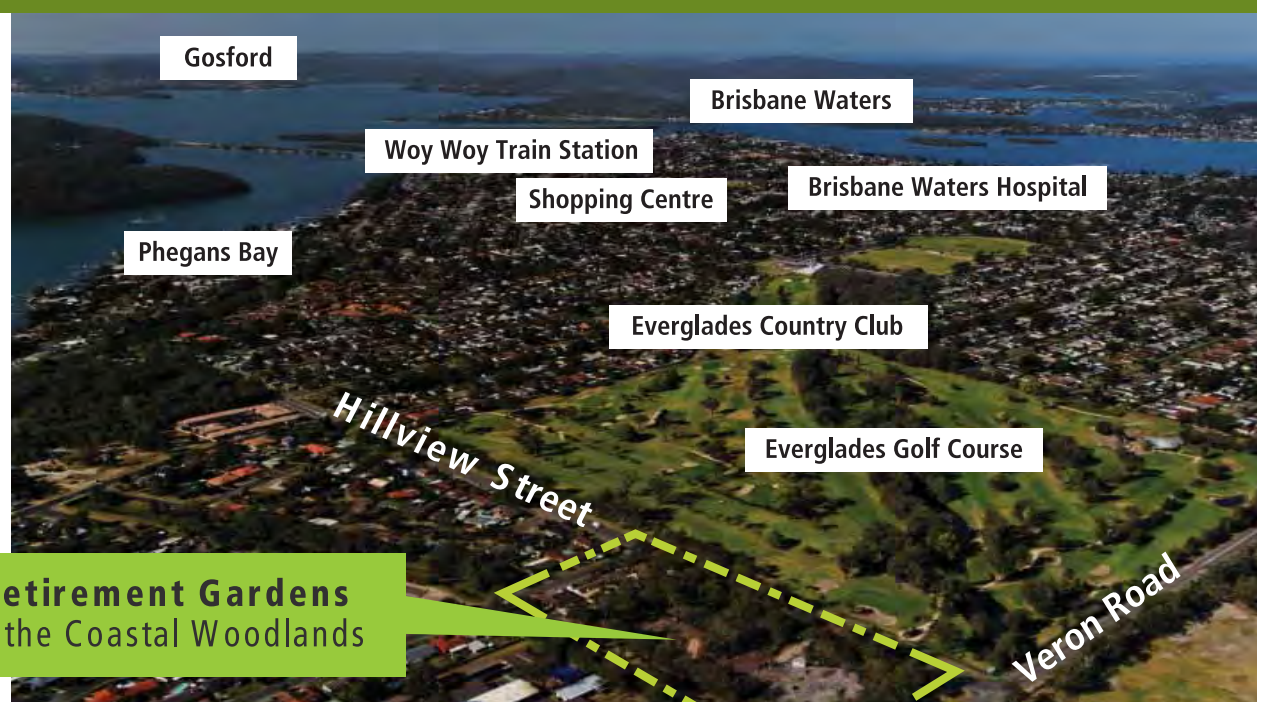 Gosford
Brisbane Waters
Woy Woy Train Station
Shopping Centre
Brisbane Waters Hospital
Phegans Bay
Everglades Country Club
Hillview Street
Everglades Golf Course
Veron Road
etirement Gardens
the Coastal Woodlands